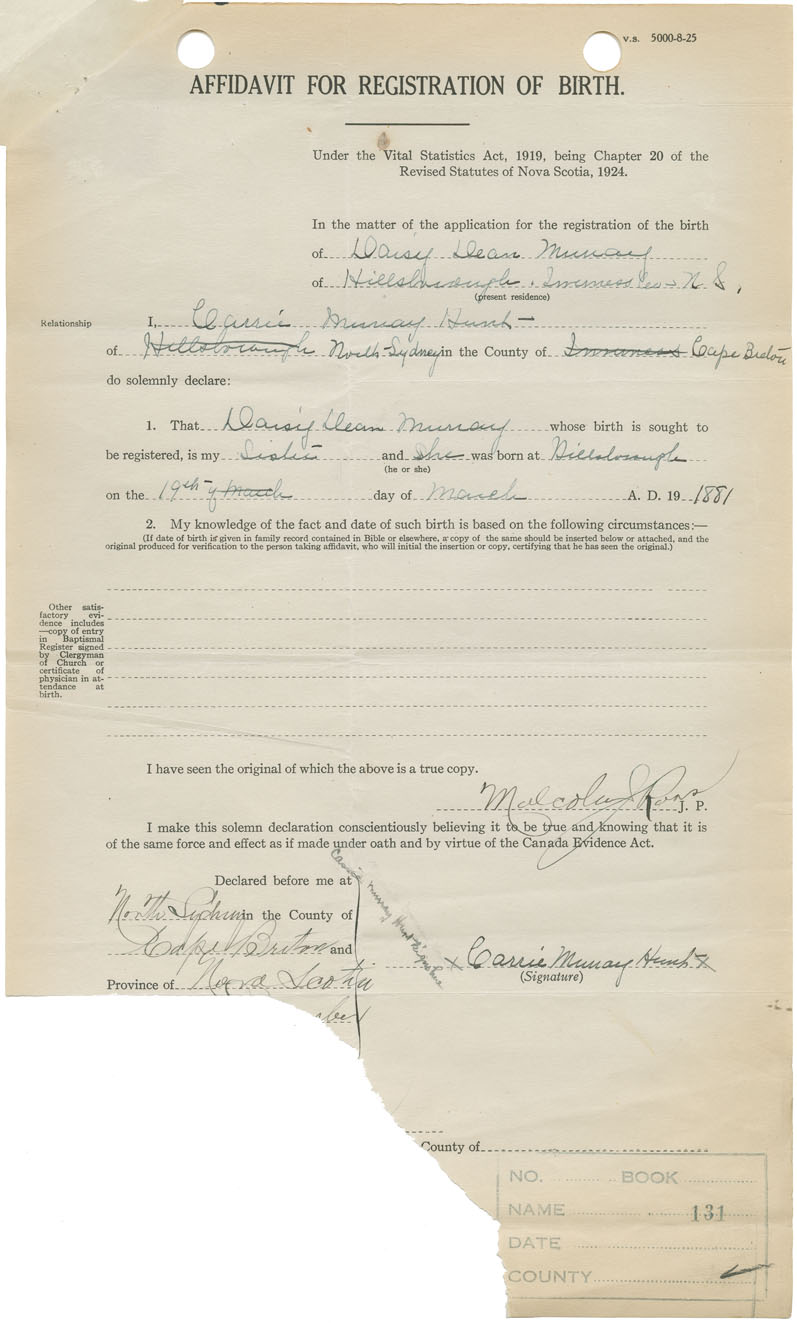 v.s. 5000-8-25
AFFIDAVIT FOR REGISTRATION OF BIRTH.
Under the Vital Statistics Act, 1919, being Chapter 20 of the
Revised Statutes of Nova Scotia, 1924.
In the matter of the application for the registration of the birth
of Daisy Dean Murray
of Hillsborough, Inverness Co. N S,
(present residence)
Relationship
I, Carrie Murray Hunt
of Hillsborough North Sydney in the County of Inverness Cape Breton
do solemnly declare:
1. That Daisy Dean Murray whose birth is sought to
be registered, is my Sister and she was born at Hillsborough
(he or she)
on the 19th of March day of March A. D. 19 1881
2. My knowledge of the fact and date of such birth is based on the following circumstances:—
(If date of birth is given in family record contained in Bible or elsewhere, a copy of the same should be inserted below or attached, and the
original produced for verification to the person taking affidavit, who will initial the insertion or copy, certifying that he has seen the original.)
Other satis-
factory evi-
dence includes
—copy of entry
in Baptismal
Register signed
by Clergyman
of Church or
certificate of
physician in at-
tendance at
birth.
I have seen the original of which the above is a true copy.
Malcolm J. Ross J. P.
I make this solemn declaration conscientiously believing it to be true and knowing that it is
of the same force and effect as if made under oath and by virtue of the Canada Evidence Act.
Declared before me at
North Sydney in the County of
Cape Breton and
Province of Nova Scotia
Carrie Murray Hunt Signature
x Carrie Murray Hunt x
(Signature)
mber
County of
NO. BOOK
NAME 131
DATE
COUNTY